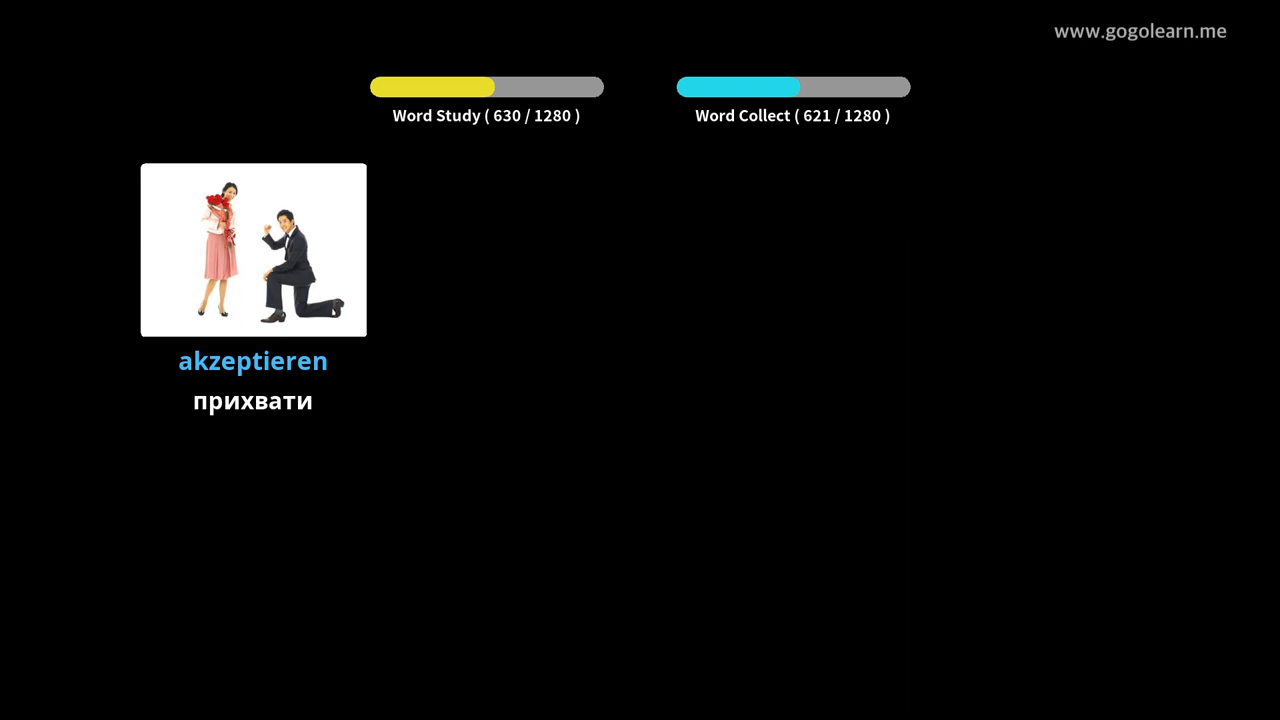 www.gogolearn.me
Word Study ( 630 / 1280 )
Word Collect ( 621 / 1280 )
akzeptieren
прихвати